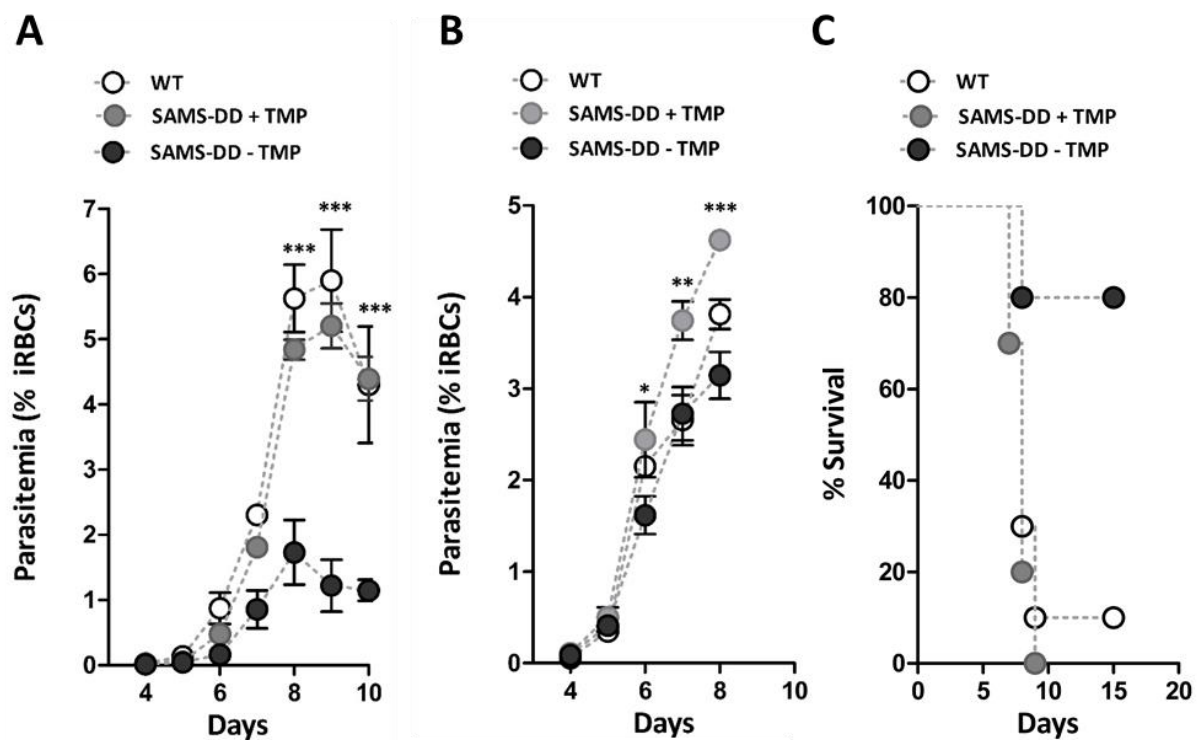 A
WT
SAMS-DD + TMP
SAMS-DD - TMP
***
***
***
7
6
5
4
3
2
1
0
Parasitemia (% iRBCs)
4
6
8
10
Days
B
WT
SAMS-DD + TMP
SAMS-DD - TMP
***
**
*
5
4
3
2
1
0
Parasitemia (% iRBCs)
4
6
8
10
Days
C
WT
SAMS-DD + TMP
SAMS-DD - TMP
100
80
60
40
20
0
% Survival
0
5
10
15
20
Days